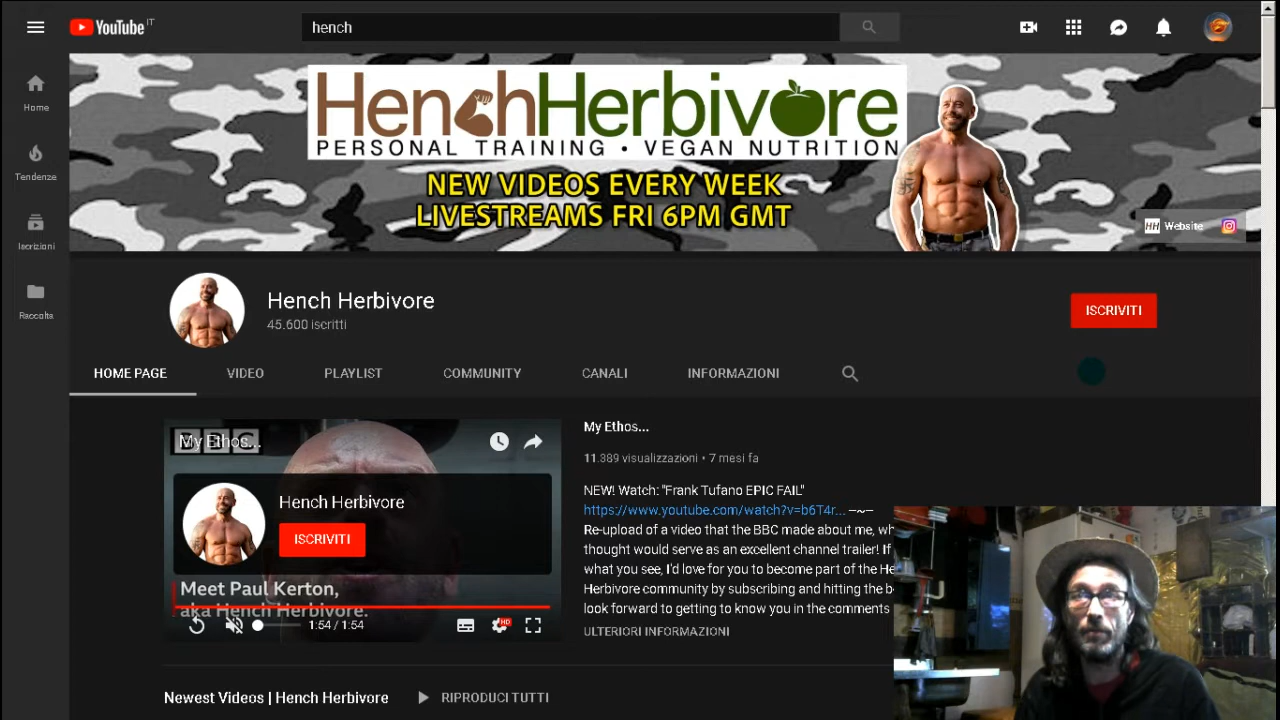 YouTube IT
hench
Home
Tendenze
Iscrizioni
Raccolta
HenchHerbivore
PERSONAL TRAINING • VEGAN NUTRITION
NEW VIDEOS EVERY WEEK
LIVESTREAMS FRI 6PM GMT
HH Website
Hench Herbivore
45.600 iscritti
ISCRIVITI
HOME PAGE VIDEO PLAYLIST COMMUNITY CANALI INFORMAZIONI
BBC
My Ethos...
Hench Herbivore
ISCRIVITI
Meet Paul Kerton,
aka Hench Herbivore.
1:54 / 1:54
HD
My Ethos...
11.389 visualizzazioni • 7 mesi fa
NEW! Watch: "Frank Tufano EPIC FAIL"
https://www.youtube.com/watch?v=b6T4r... –~–
Re-upload of a video that the BBC made about me, wh
thought would serve as an excellent channel trailer! If
what you see, I'd love for you to become part of the He
Herbivore community by subscribing and hitting the b
look forward to getting to know you in the comments
ULTERIORI INFORMAZIONI
Newest Videos | Hench Herbivore
RIPRODUCI TUTTI